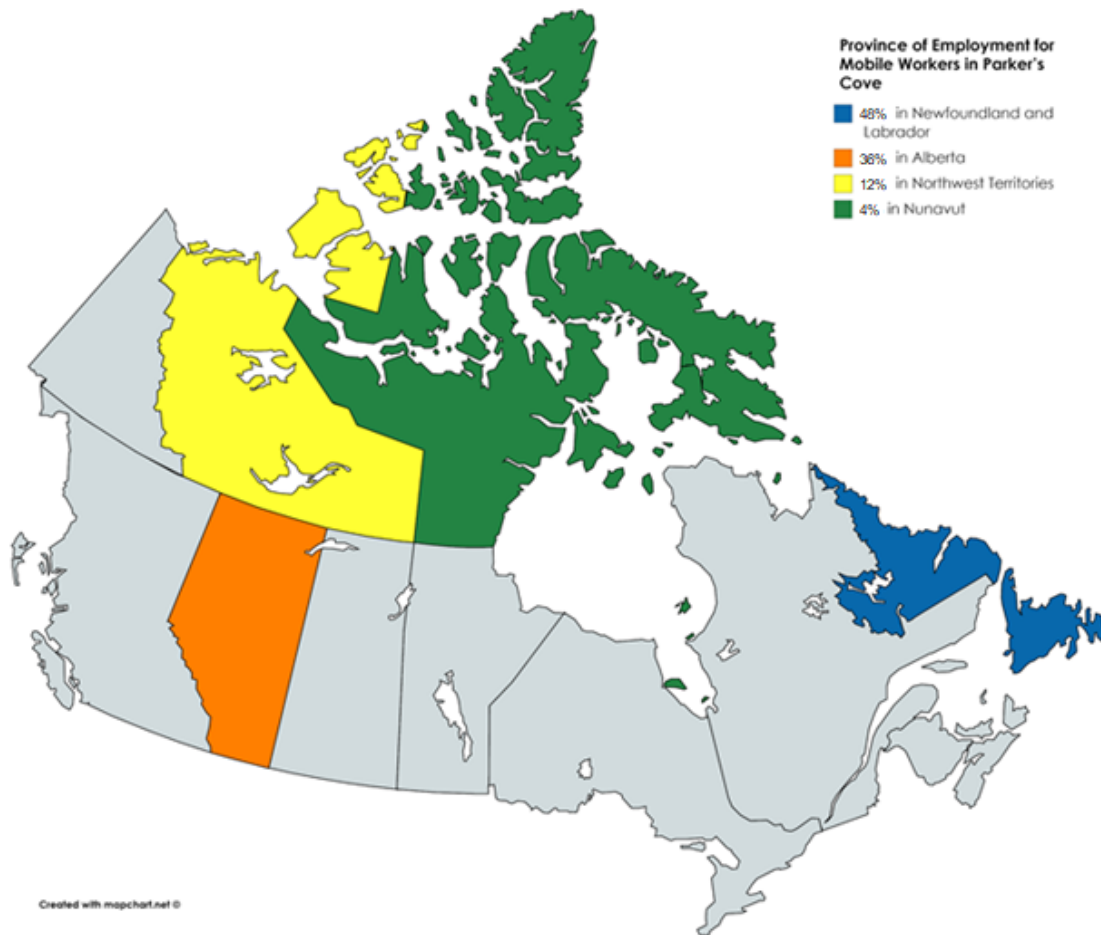 Province of Employment for
Mobile Workers in Parker's
Cove
48% in Newfoundland and
Labrador
36% in Alberta
12% in Northwest Territories
4% in Nunavut
Created with mapchart.net ©